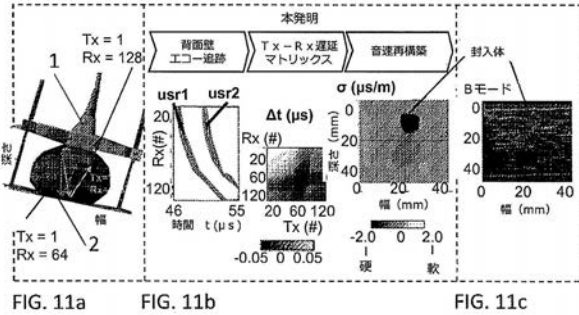 本発明
背面壁
エコー追跡
Tx-Rx遅延
マトリックス
音速再構築
封入体
Tx = 1
Rx = 128
1
深さ
幅
2
Tx = 1
Rx = 64
usr1
usr2
Rx(#)
20
120
46
55
時間 t(μs)
Δt (μs)
Rx (#)
20
60
100
120
20 60 100
Tx (#)
-0.05 0.05
σ (μs/m)
深さ (mm)
0
20
40
0 20 40
幅 (mm)
-2.0 2.0
硬
軟
Bモード
0
20
40
0 20 40
幅 (mm)
FIG. 11a
FIG. 11b
FIG. 11c